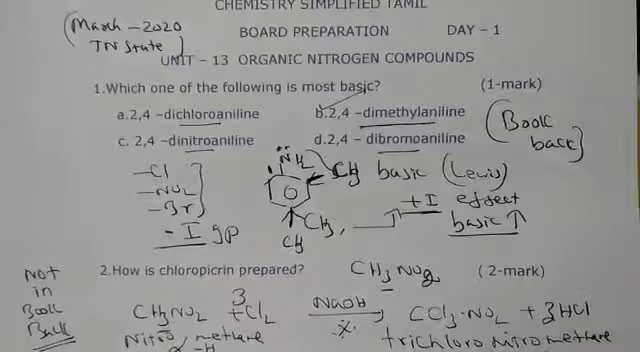 CHEMISTRY SIMPLIFIED TAMIL
(March - 2020
TN State)
BOARD PREPARATION DAY - 1
UNIT - 13 ORGANIC NITROGEN COMPOUNDS
1.Which one of the following is most basic? (1-mark)
a.2,4 -dichloroaniline b.2,4 -dimethylaniline
c. 2,4 -dinitroaniline d.2,4 - dibromoaniline
(Book
back)
-Cl
-NO2
-Br
- I gp
NH2
CH3 basic (Lewis)
CH3, +I effect
basic ↑
CH
2.How is chloropicrin prepared? CH3NO2 (2-mark)
Not
in
Book
Back
CH3NO2 + 3Cl2 NaOH → CCl3·NO2 + 3HCl
Nitro methane trichloro nitro methane
α -H